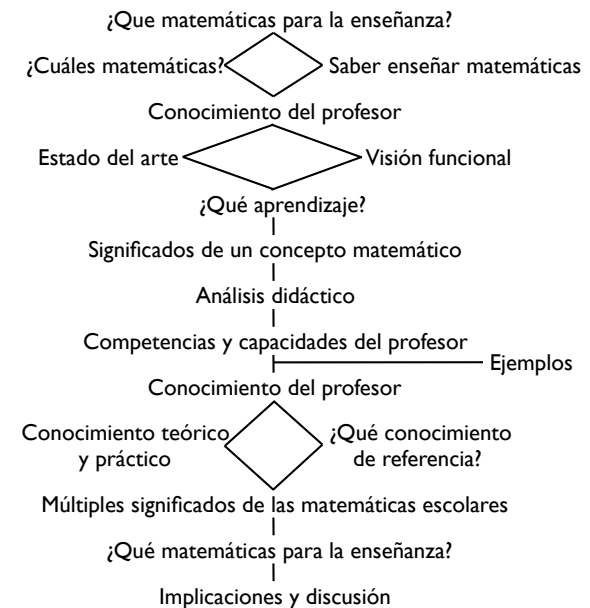 ¿Que matemáticas para la enseñanza?
¿Cuáles matemáticas?
Saber enseñar matemáticas
Conocimiento del profesor
Estado del arte
Visión funcional
¿Qué aprendizaje?
Significados de un concepto matemático
Análisis didáctico
Competencias y capacidades del profesor
Ejemplos
Conocimiento del profesor
Conocimiento teórico
y práctico
¿Qué conocimiento
de referencia?
Múltiples significados de las matemáticas escolares
¿Qué matemáticas para la enseñanza?
Implicaciones y discusión